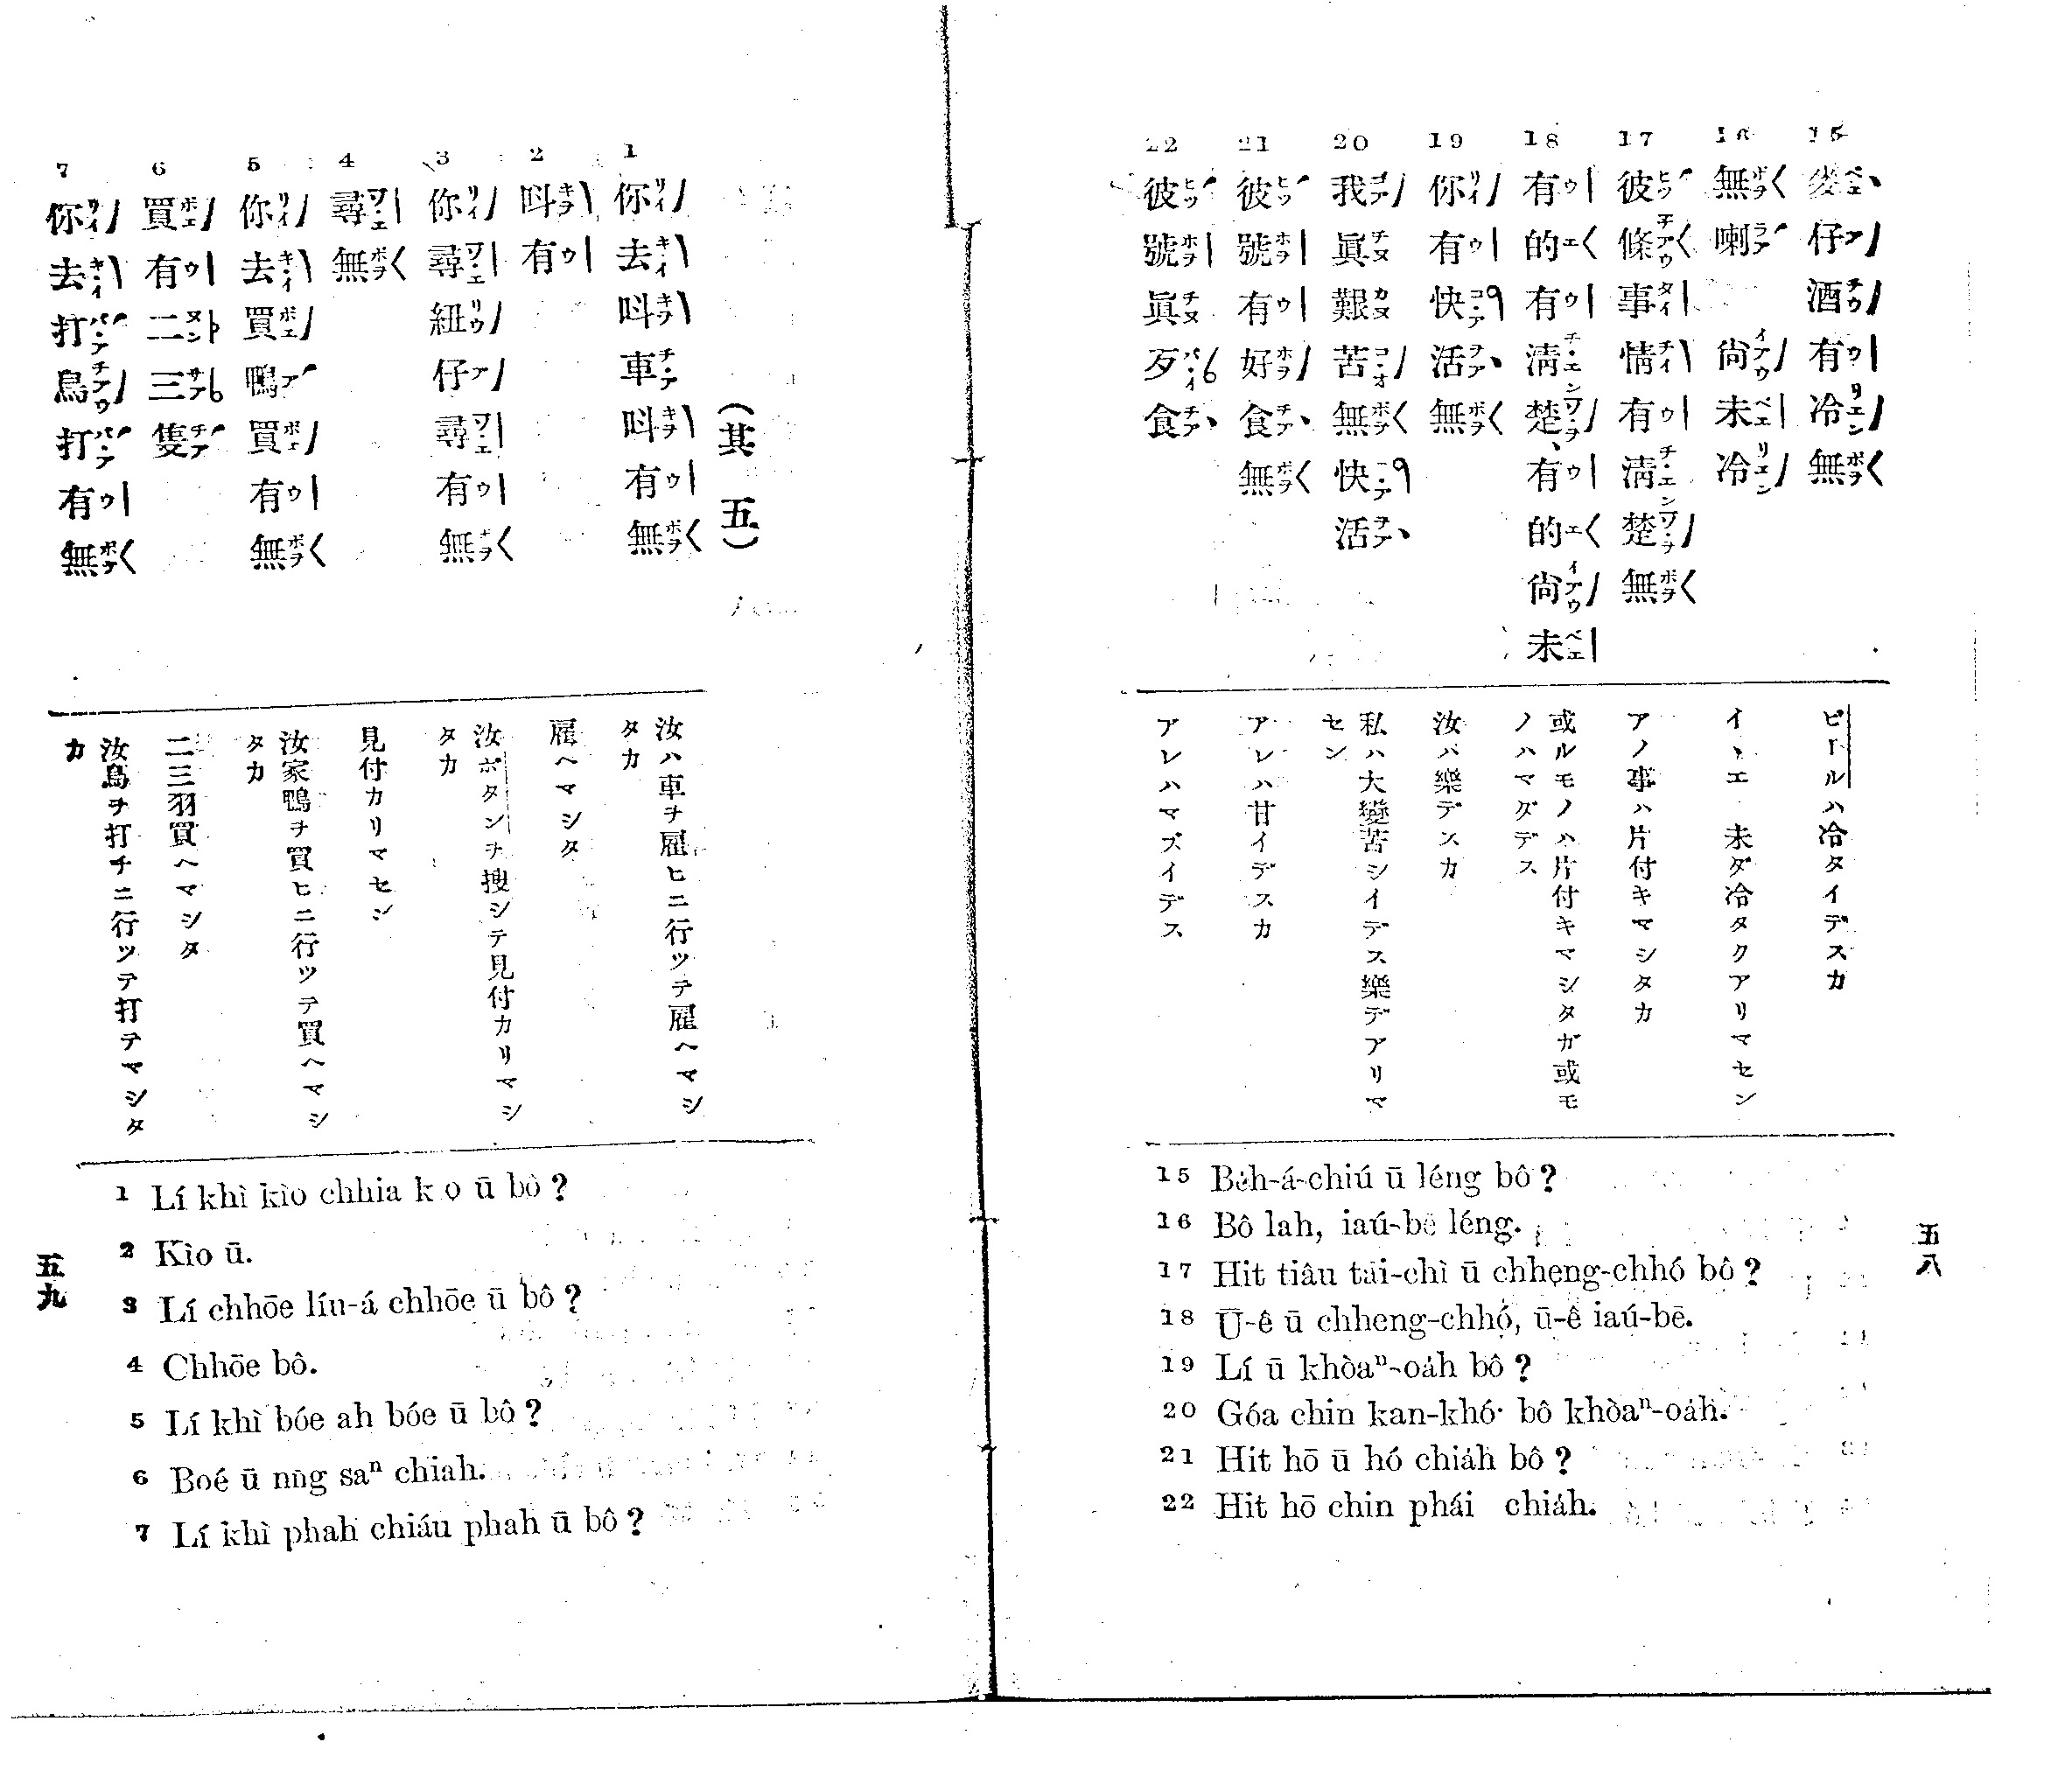 五八
15 麥仔酒有冷無
16 無喇 尙未冷
17 彼條事情有淸楚無
18 有的有淸楚、有的尙未
19 你有快活無
20 我眞艱苦無快活
21 彼號有好食無
22 彼號眞歹食
ビールハ冷タイデスカ
イヽエ 未ダ冷タクアリマセン
アノ事ハ片付キマシタカ
或ルモノハ片付キマシタガ或モ
ノハマダデス
汝ハ樂デスカ
私ハ大變苦シイデス樂デアリマ
セン
アレハ甘イデスカ
アレハマズイデス
15 Be̍h-á-chiú ū léng bô?
16 Bô lah, iaú-bē léng.
17 Hit tiâu tāi-chì ū chheng-chhó bô?
18 Ū-ê ū chheng-chhó, ū-ê iaú-bē.
19 Lí ū khòaⁿ-oa̍h bô?
20 Góa chin kan-khó͘ bô khòaⁿ-oa̍h.
21 Hit hō ū hó chia̍h bô?
22 Hit hō chin phái chia̍h.
(其五)
1 你去呌車呌有無
2 呌有
3 你尋紐仔尋有無
4 尋無
5 你去買鴨買有無
6 買有二三隻
7 你去打鳥打有無
汝ハ車ヲ雇ヒニ行ツテ雇ヘマシ
タカ
雇ヘマシタ
汝ボタンヲ搜シテ見付カリマシ
タカ
見付カリマセン
汝家鴨ヲ買ヒニ行ツテ買ヘマシ
タカ
二三羽買ヘマシタ
汝鳥ヲ打チニ行ツテ打テマシタ
カ
1 Lí khì kìo chhia k o ū bô?
2 Kìo ū.
3 Lí chhōe líu-á chhōe ū bô?
4 Chhōe bô.
5 Lí khì bóe ah bóe ū bô?
6 Boé ū nn̄g saⁿ chiah.
7 Lí khì phah chiáu phah ū bô?
五九